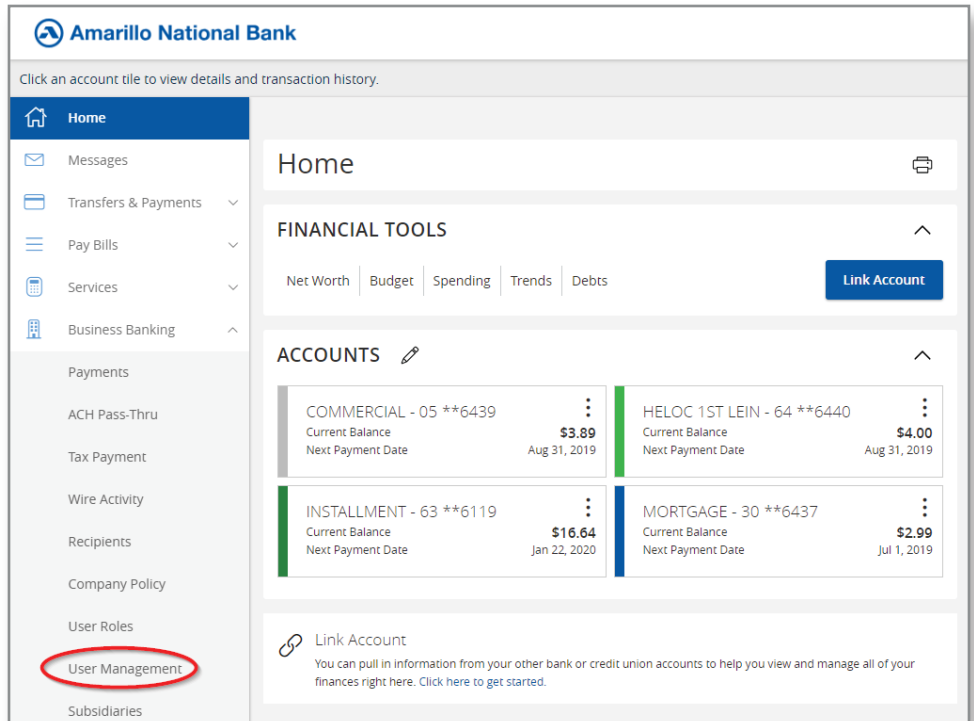 Amarillo National Bank
Click an account tile to view details and transaction history.
Home
Messages
Transfers & Payments
Pay Bills
Services
Business Banking
Payments
ACH Pass-Thru
Tax Payment
Wire Activity
Recipients
Company Policy
User Roles
User Management
Subsidiaries
Home
FINANCIAL TOOLS
Net Worth Budget Spending Trends Debts
Link Account
ACCOUNTS
COMMERCIAL - 05 **6439
Current Balance $3.89
Next Payment Date Aug 31, 2019
HELOC 1ST LEIN - 64 **6440
Current Balance $4.00
Next Payment Date Aug 31, 2019
INSTALLMENT - 63 **6119
Current Balance $16.64
Next Payment Date Jan 22, 2020
MORTGAGE - 30 **6437
Current Balance $2.99
Next Payment Date Jul 1, 2019
Link Account
You can pull in information from your other bank or credit union accounts to help you view and manage all of your
finances right here. Click here to get started.